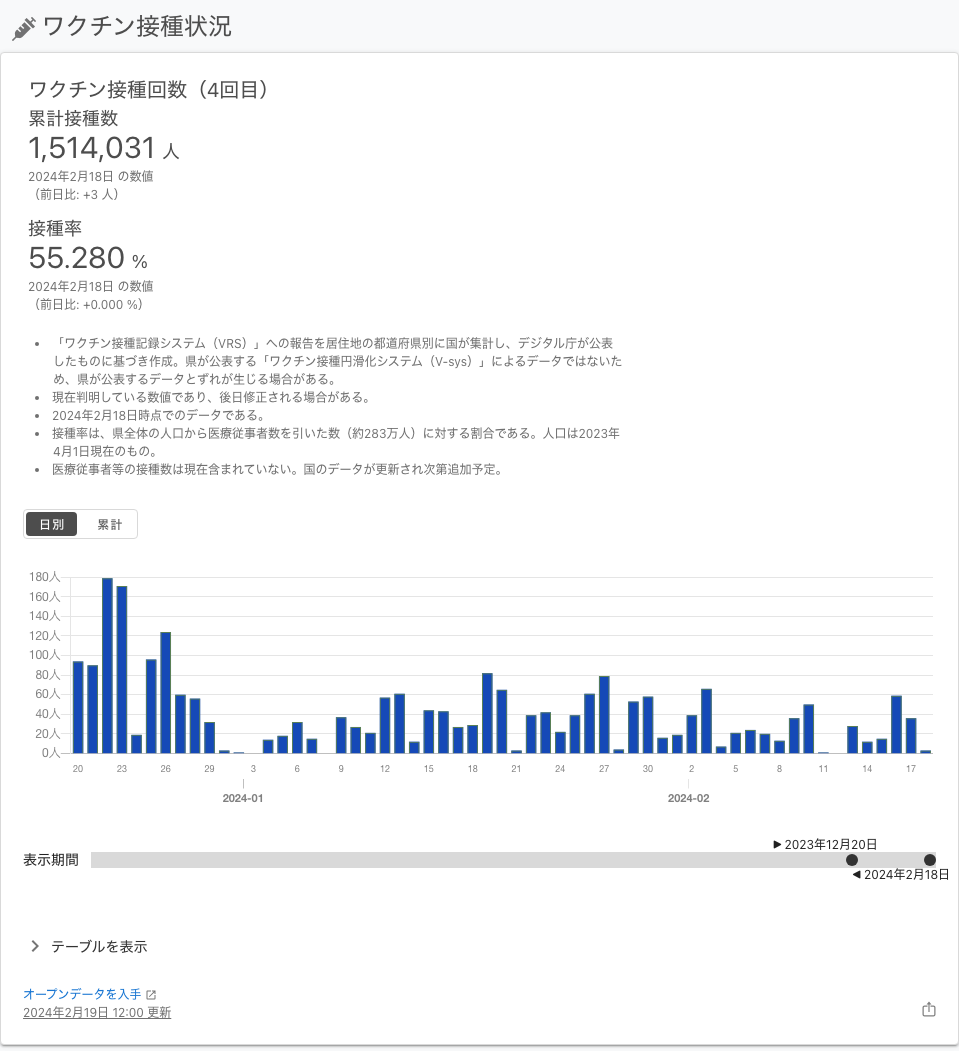 ワクチン接種状況
ワクチン接種回数（4回目）
累計接種数
1,514,031 人
2024年2月18日 の数値
（前日比: +3 人）
接種率
55.280 %
2024年2月18日 の数値
（前日比: +0.000 %）
• 「ワクチン接種記録システム（VRS）」への報告を居住地の都道府県別に国が集計し、デジタル庁が公表
したものに基づき作成。県が公表する「ワクチン接種円滑化システム（V-sys）」によるデータではないた
め、県が公表するデータとずれが生じる場合がある。
• 現在判明している数値であり、後日修正される場合がある。
• 2024年2月18日時点でのデータである。
• 接種率は、県全体の人口から医療従事者数を引いた数（約283万人）に対する割合である。人口は2023年
4月1日現在のもの。
• 医療従事者等の接種数は現在含まれていない。国のデータが更新され次第追加予定。
日別 累計
180人
160人
140人
120人
100人
80人
60人
40人
20人
0人
20 23 26 29 3 6 9 12 15 18 21 24 27 30 2 5 8 11 14 17
2024-01 2024-02
2023年12月20日
表示期間
2024年2月18日
テーブルを表示
オープンデータを入手
2024年2月19日 12:00 更新